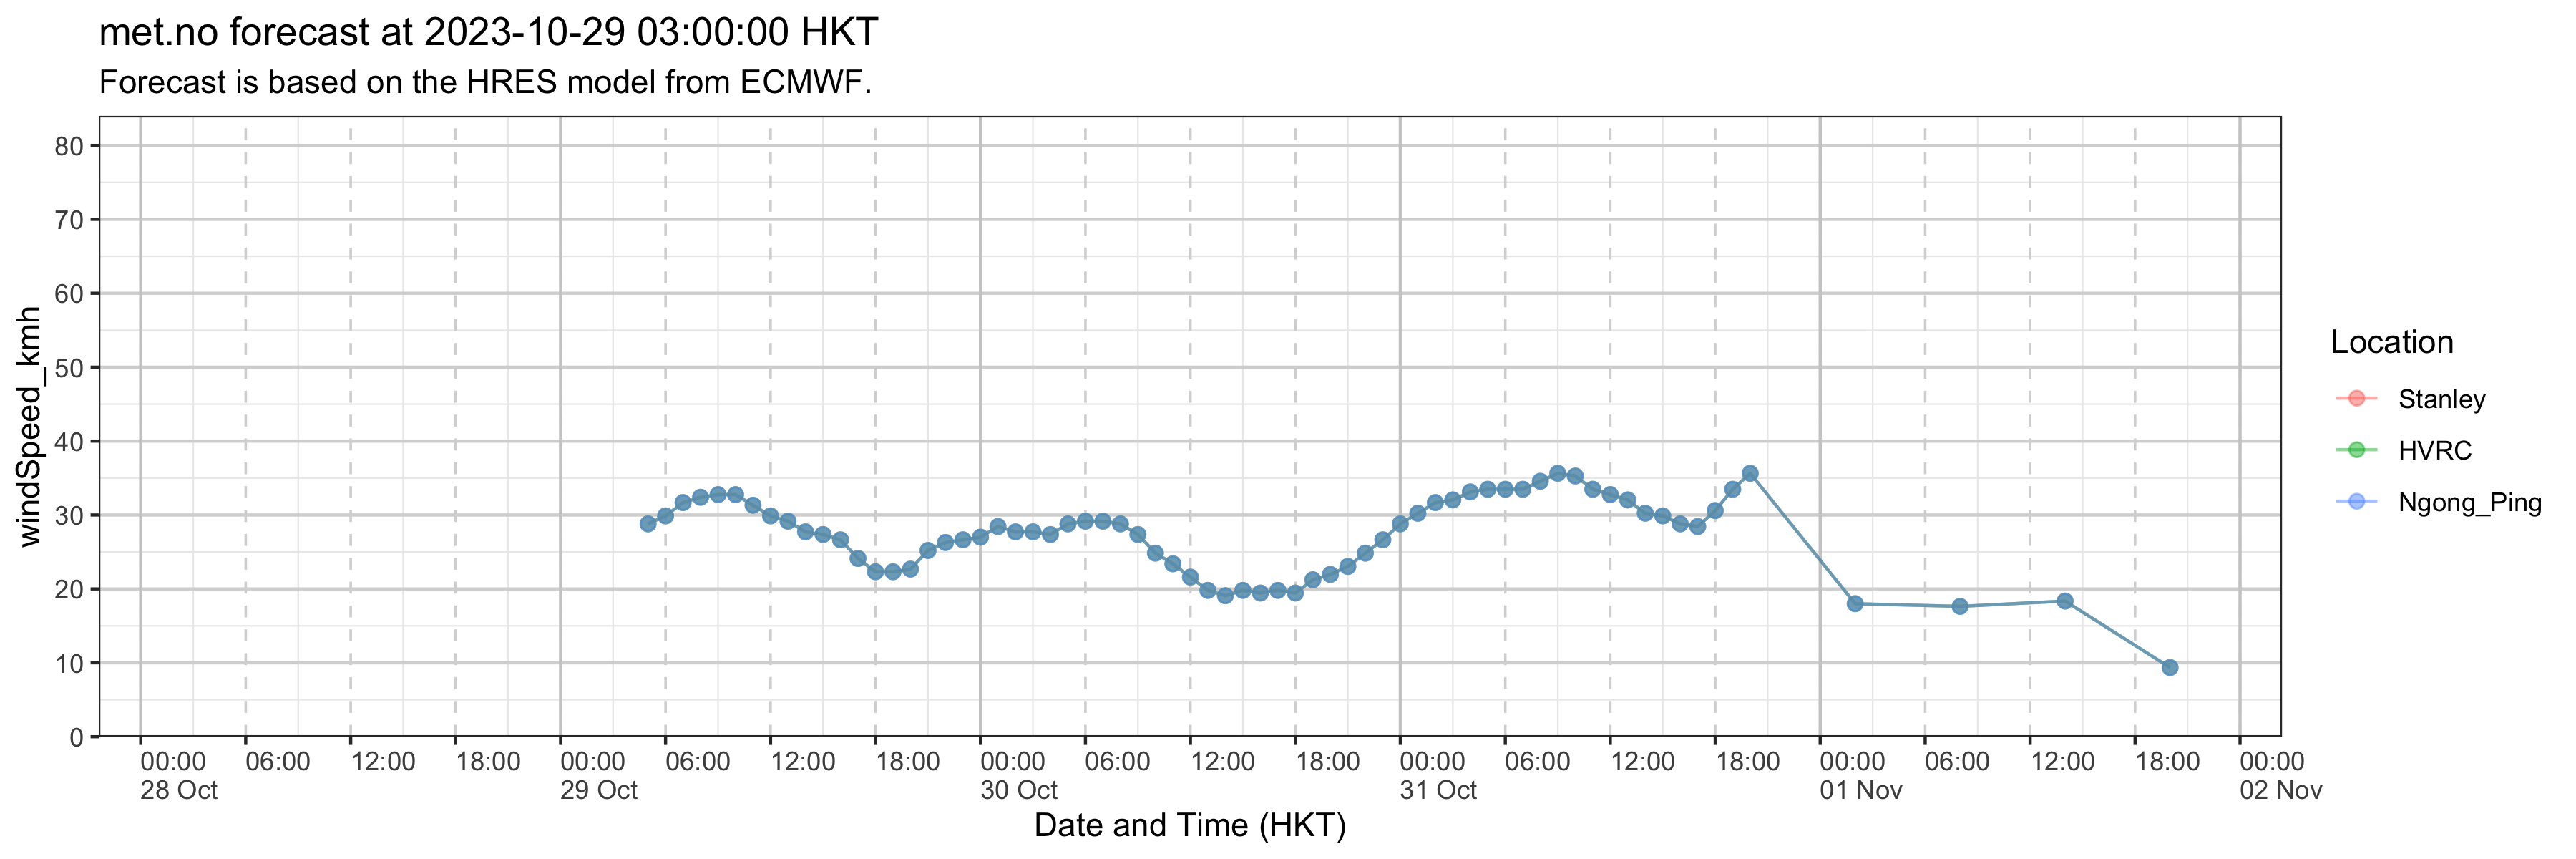 met.no forecast at 2023-10-29 03:00:00 HKT
Forecast is based on the HRES model from ECMWF.
windSpeed_kmh
80
70
60
50
40
30
20
10
0
00:00 06:00 12:00 18:00 00:00 06:00 12:00 18:00 00:00 06:00 12:00 18:00 00:00 06:00 12:00 18:00 00:00 06:00 12:00 18:00 00:00
28 Oct 29 Oct 30 Oct 31 Oct 01 Nov 02 Nov
Date and Time (HKT)
Location
Stanley
HVRC
Ngong_Ping